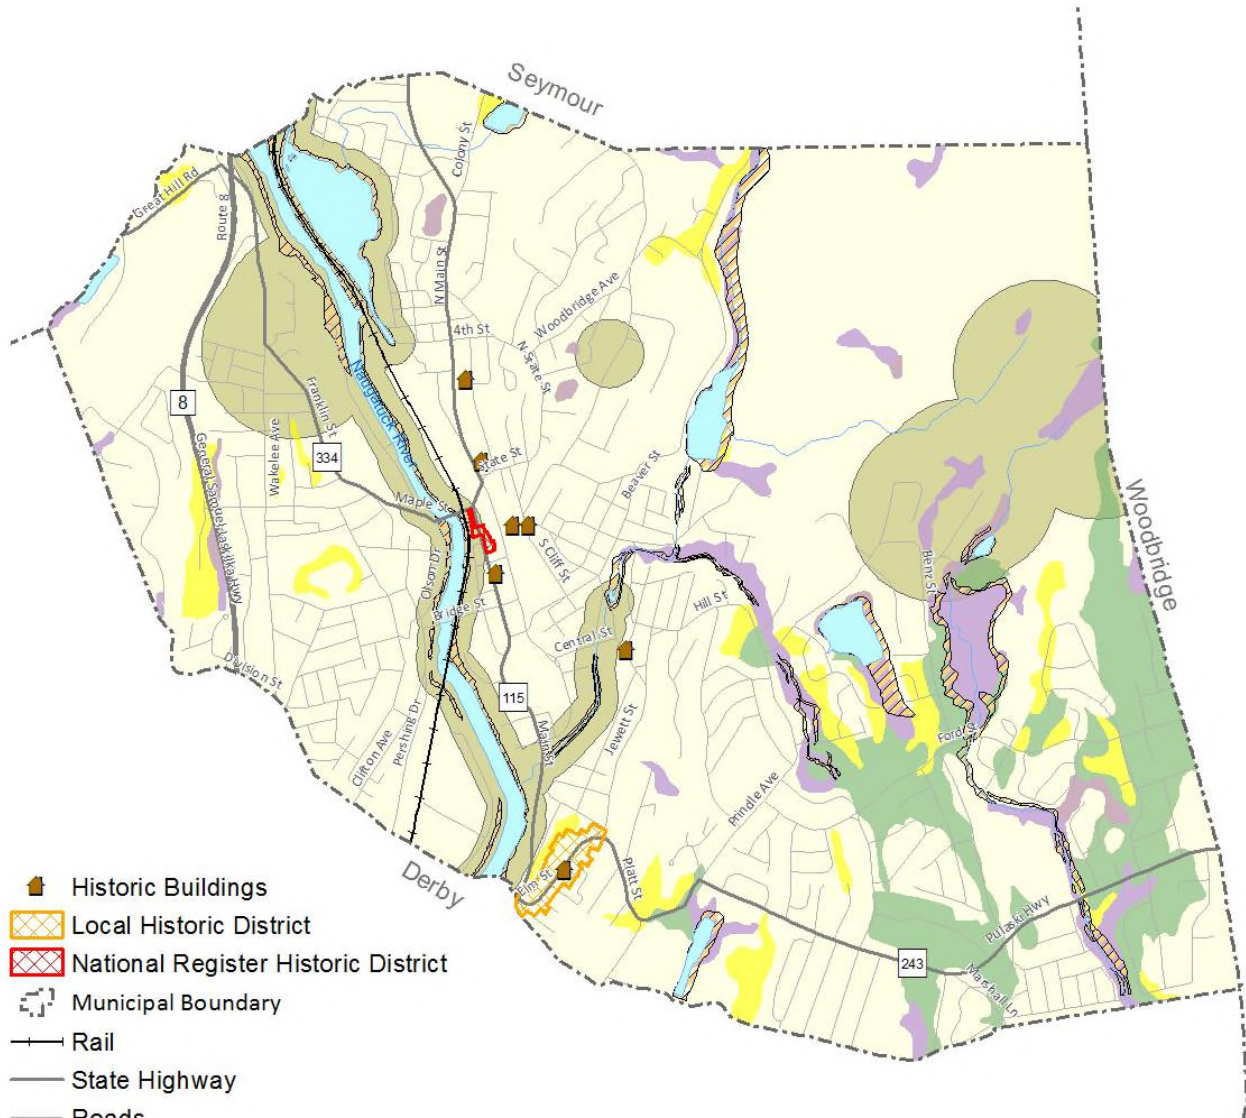 Seymour
Colony St
Great Hill Rd
Route 8
N Main St
Woodbridge Ave
4th St
N State St
Naugatuck River
8
Franklin St
Wakelee Ave
334
State St
General Samuel Jaskilka Hwy
Beaver St
Maple St
Woodbridge
S Cliff St
Olson Dr
Benz St
Bridge St
Hill St
Central St
Division St
115
Main St
Jewett St
Pershing Dr
Clifton Ave
Ford Dr
Prindle Ave
Derby
Elm St
Platt St
Pulaski Hwy
243
Marshall Ln
Historic Buildings
Local Historic District
National Register Historic District
Municipal Boundary
Rail
State Highway
Roads